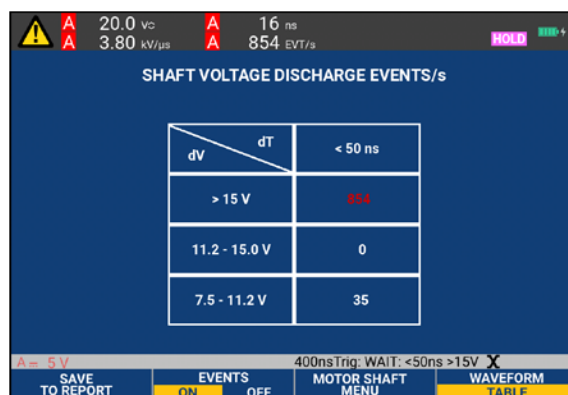 A 20.0 Vᴅ A 16 ns
A 3.80 kV/µs A 854 EVT/s
HOLD
SHAFT VOLTAGE DISCHARGE EVENTS/s
dV dT < 50 ns
> 15 V 854
11.2 - 15.0 V 0
7.5 - 11.2 V 35
A= 5 V 400nsTrig: WAIT: <50ns >15V X
SAVE TO REPORT EVENTS MOTOR SHAFT MENU WAVEFORM
ON OFF TABLE